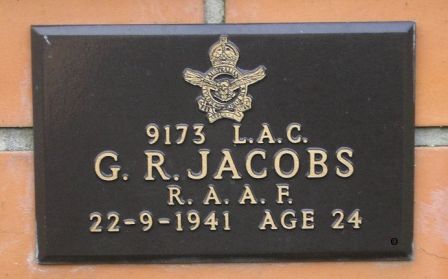 9173 L.A.C.
G. R. JACOBS
R. A. A. F.
22-9-1941 AGE 24